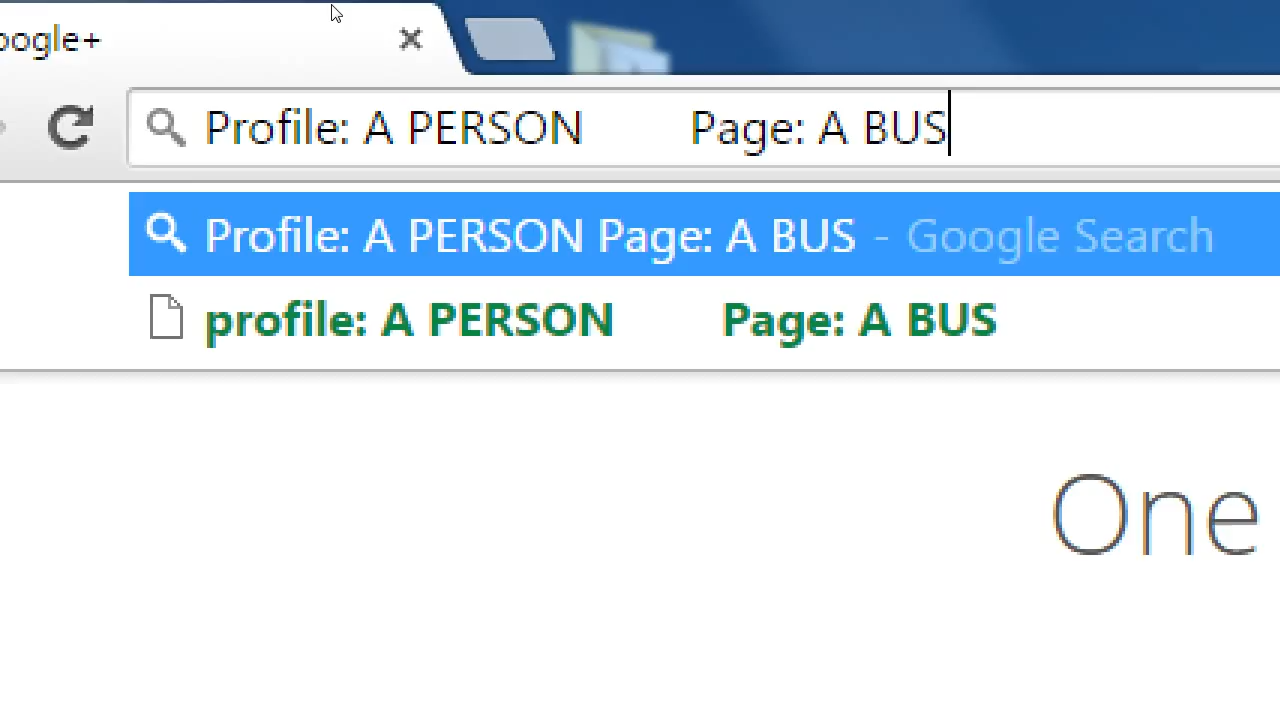 oogle+
Profile: A PERSON Page: A BUS
Profile: A PERSON Page: A BUS - Google Search
profile: A PERSON Page: A BUS
One